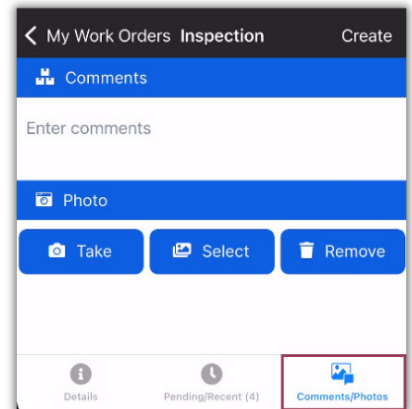 My Work Orders Inspection Create
Comments
Enter comments
Photo
Take Select Remove
Details Pending/Recent (4) Comments/Photos